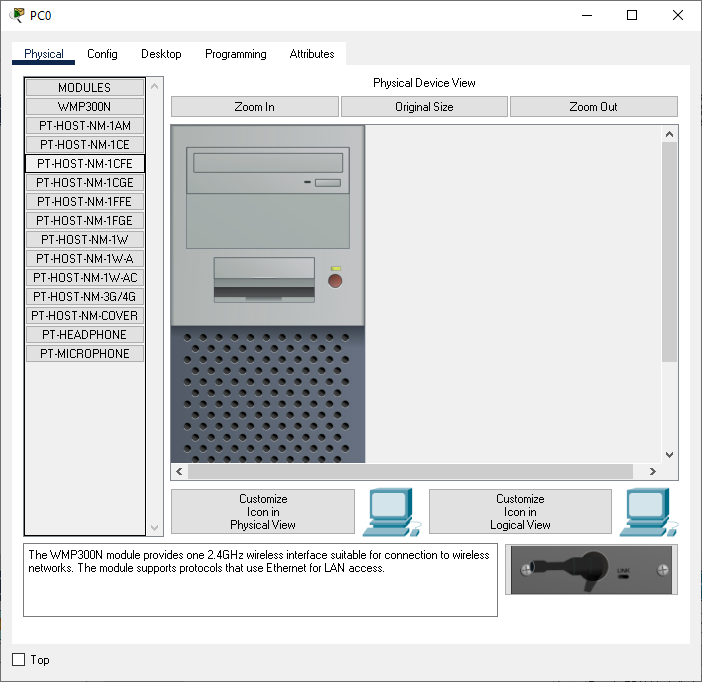 PC0
Physical Config Desktop Programming Attributes
MODULES
WMP300N
PT-HOST-NM-1AM
PT-HOST-NM-1CE
PT-HOST-NM-1CFE
PT-HOST-NM-1CGE
PT-HOST-NM-1FFE
PT-HOST-NM-1FGE
PT-HOST-NM-1W
PT-HOST-NM-1W-A
PT-HOST-NM-1W-AC
PT-HOST-NM-3G/4G
PT-HOST-NM-COVER
PT-HEADPHONE
PT-MICROPHONE
Physical Device View
Zoom In Original Size Zoom Out
Customize
Icon in
Physical View
Customize
Icon in
Logical View
The WMP300N module provides one 2.4GHz wireless interface suitable for connection to wireless
networks. The module supports protocols that use Ethernet for LAN access.
LINK
Top